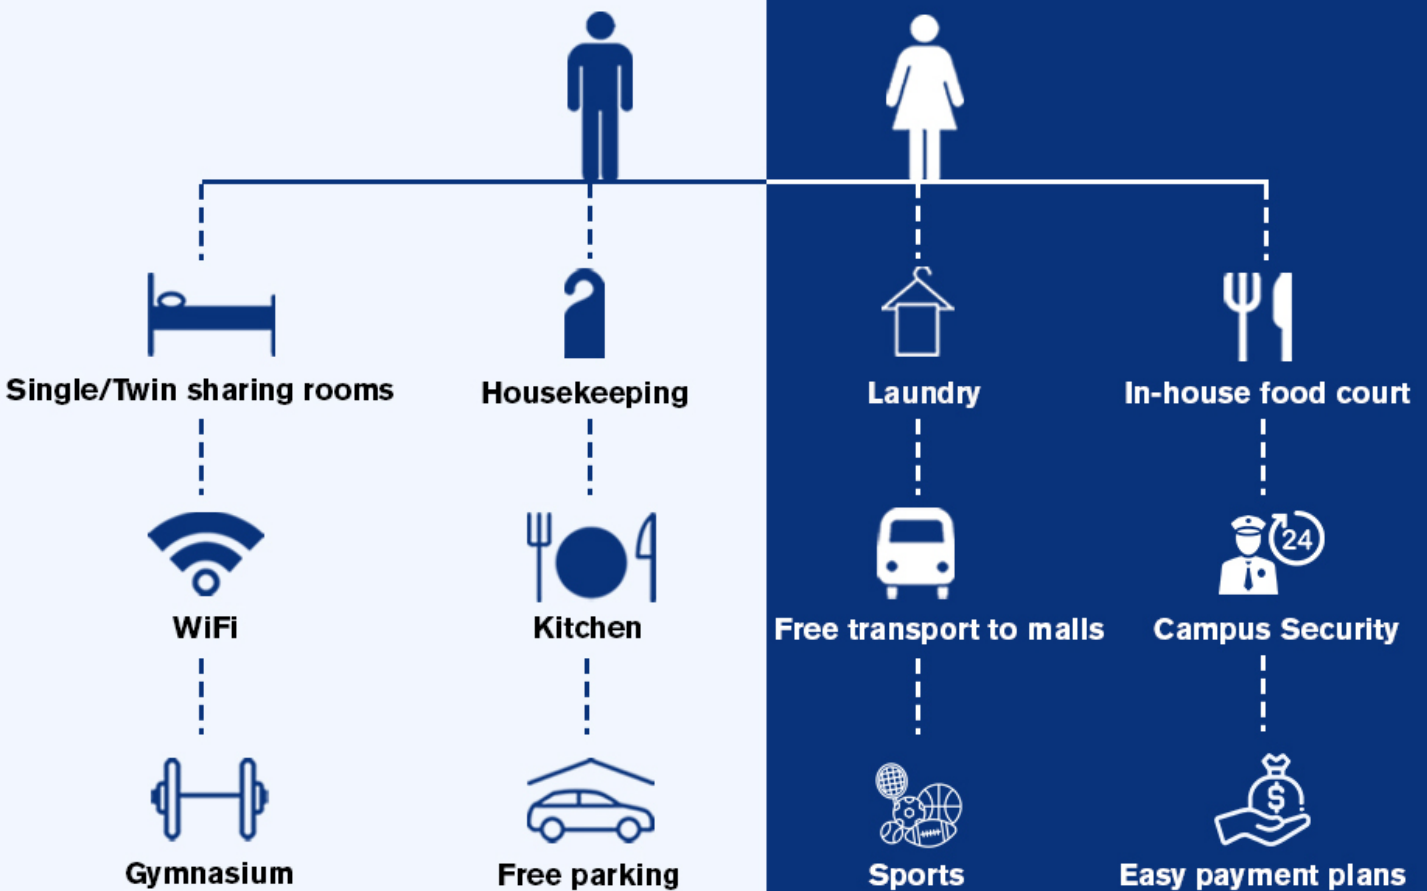 Single/Twin sharing rooms
Housekeeping
Laundry
In-house food court
WiFi
Kitchen
Free transport to malls
24
Campus Security
$
Gymnasium
Free parking
Sports
Easy payment plans